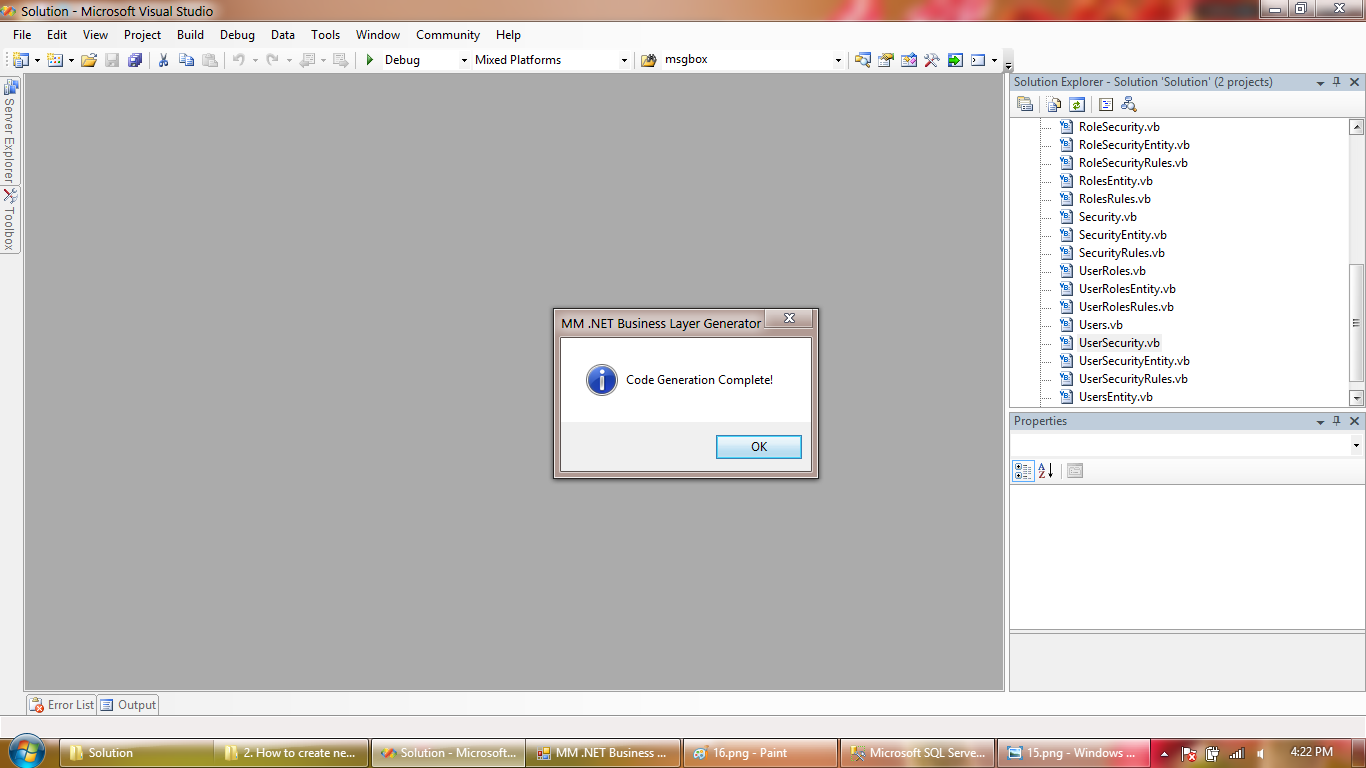 Solution - Microsoft Visual Studio
File Edit View Project Build Debug Data Tools Window Community Help
Debug Mixed Platforms msgbox
Server Explorer
Toolbox
Solution Explorer - Solution 'Solution' (2 projects)
RoleSecurity.vb
RoleSecurityEntity.vb
RoleSecurityRules.vb
RolesEntity.vb
RolesRules.vb
Security.vb
SecurityEntity.vb
SecurityRules.vb
UserRoles.vb
UserRolesEntity.vb
UserRolesRules.vb
Users.vb
UserSecurity.vb
UserSecurityEntity.vb
UserSecurityRules.vb
UsersEntity.vb
MM .NET Business Layer Generator
Code Generation Complete!
OK
Properties
Error List Output
Solution 2. How to create ne... Solution - Microsoft... MM .NET Business ... 16.png - Paint Microsoft SQL Serve... 15.png - Windows ... 4:22 PM